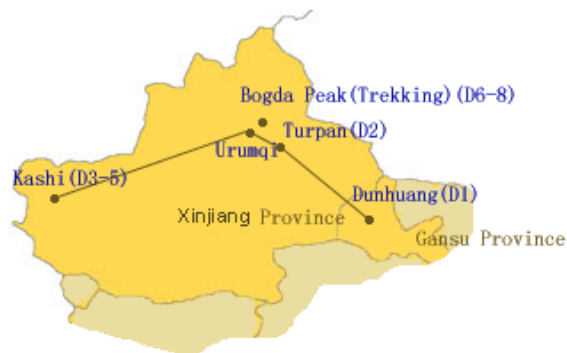 Bogda Peak(Trekking)(D6-8)
Turpan(D2)
Urumqi
Kashi(D3-5)
Dunhuang(D1)
Xinjiang Province
Gansu Province